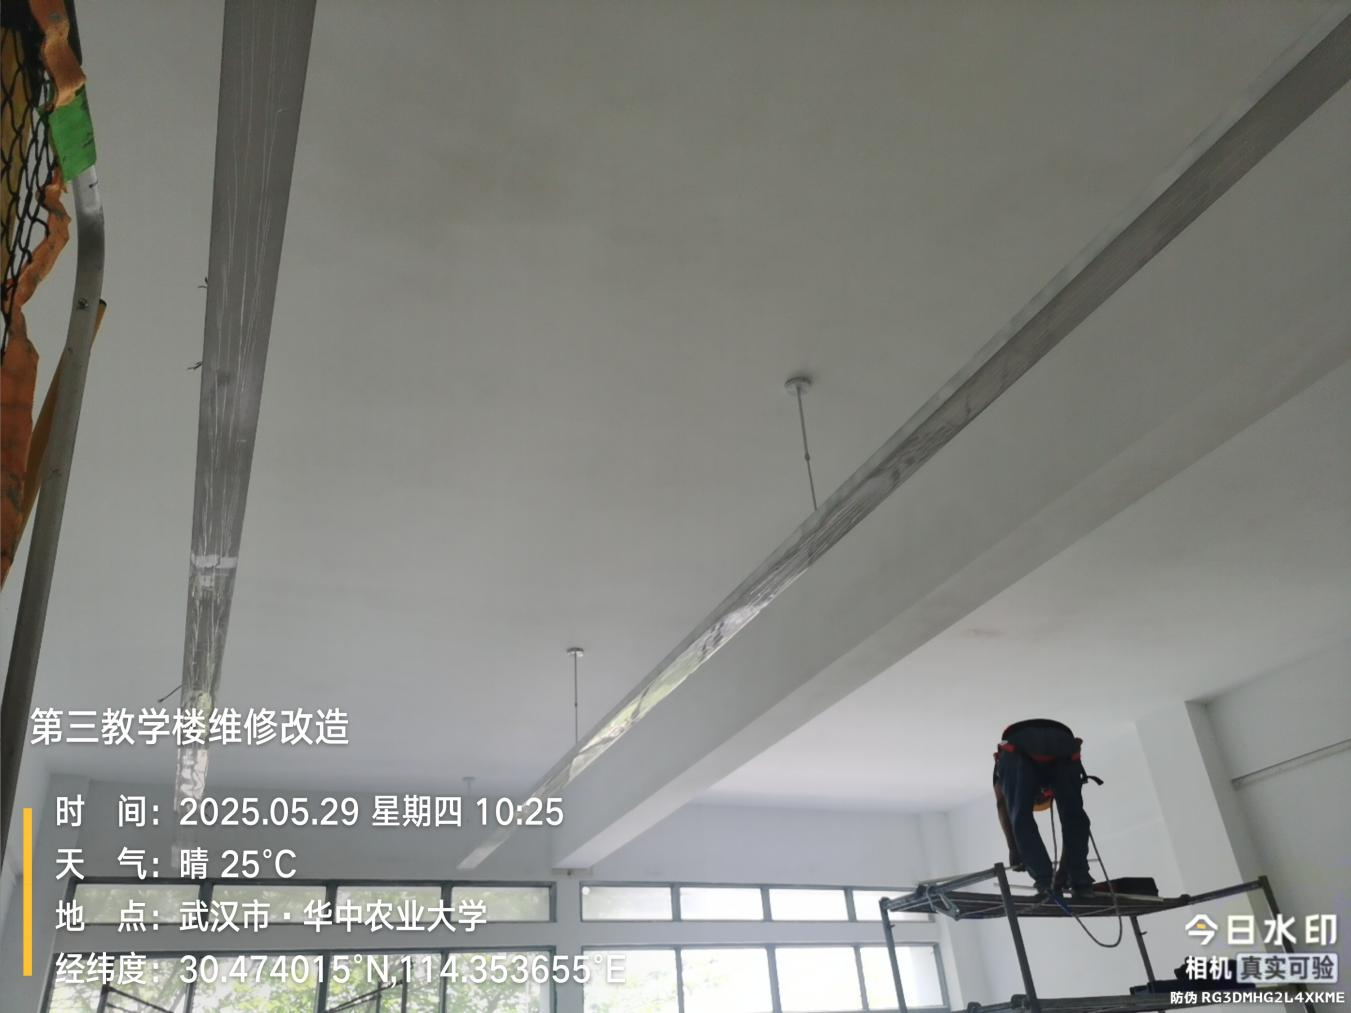 第三教学楼维修改造
时 间：2025.05.29 星期四 10:25
天 气：晴 25°C
地 点：武汉市·华中农业大学
经纬度：30.474015°N,114.353655°E
今日水印
相机 真实可验
防伪 RG3DMHG2L4XKME